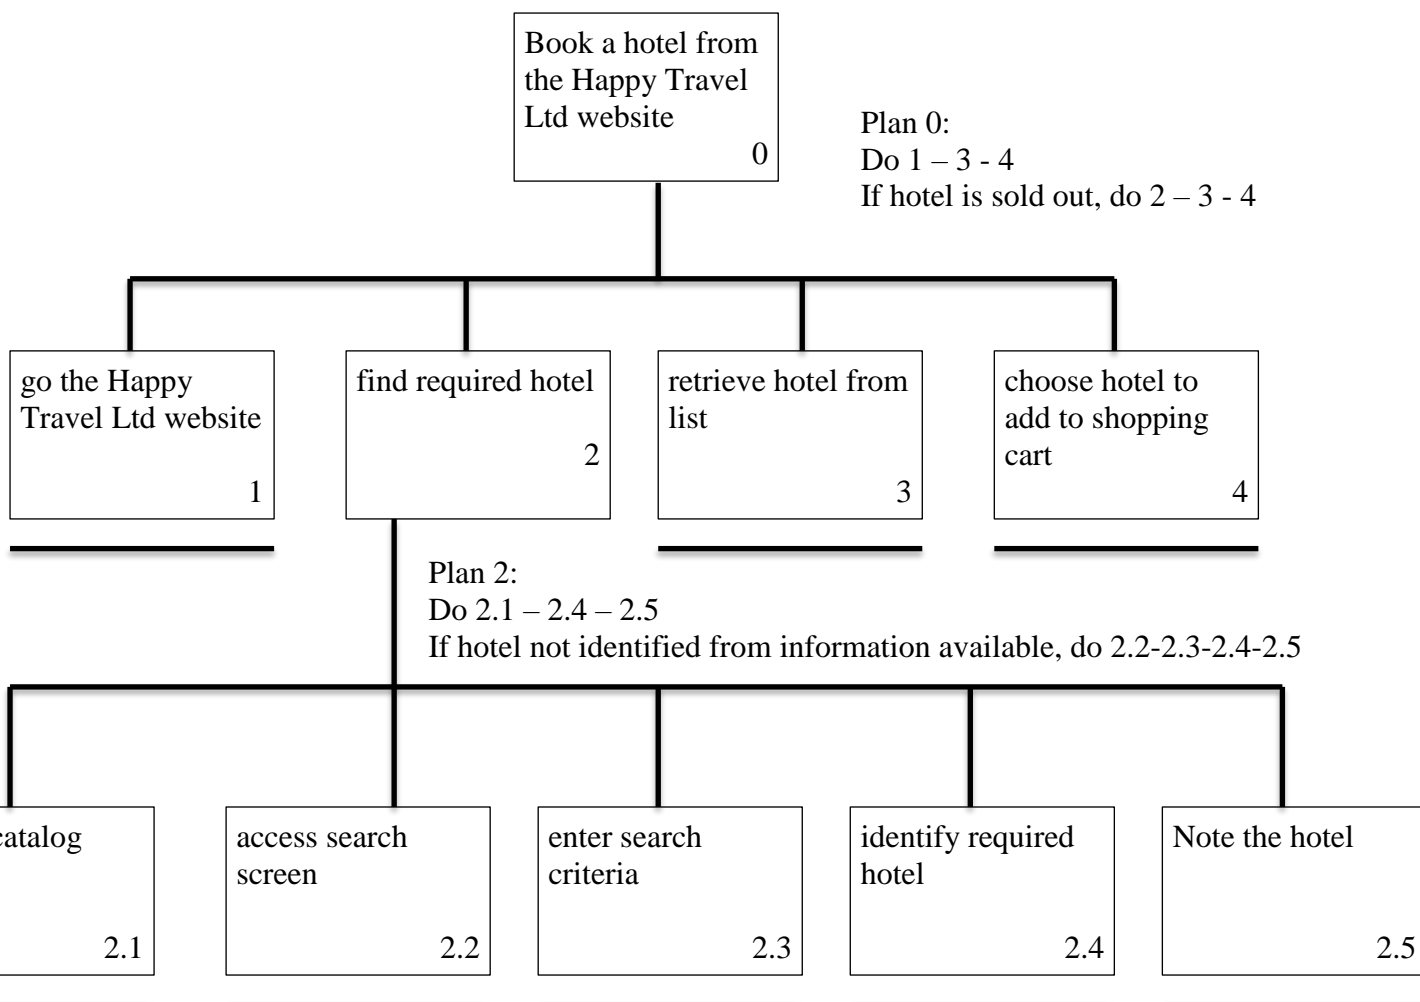 Book a hotel from
the Happy Travel
Ltd website
0
Plan 0:
Do 1 – 3 - 4
If hotel is sold out, do 2 – 3 - 4
go the Happy
Travel Ltd website
1
find required hotel
2
retrieve hotel from
list
3
choose hotel to
add to shopping
cart
4
Plan 2:
Do 2.1 – 2.4 – 2.5
If hotel not identified from information available, do 2.2-2.3-2.4-2.5
catalog
2.1
access search
screen
2.2
enter search
criteria
2.3
identify required
hotel
2.4
Note the hotel
2.5